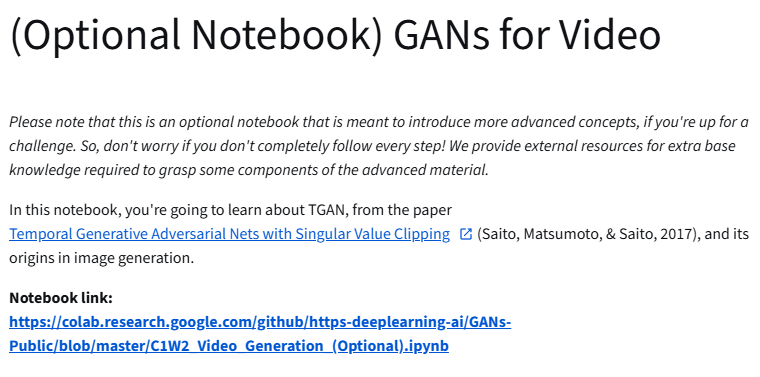 (Optional Notebook) GANs for Video
Please note that this is an optional notebook that is meant to introduce more advanced concepts, if you're up for a
challenge. So, don't worry if you don't completely follow every step! We provide external resources for extra base
knowledge required to grasp some components of the advanced material.
In this notebook, you're going to learn about TGAN, from the paper
Temporal Generative Adversarial Nets with Singular Value Clipping (Saito, Matsumoto, & Saito, 2017), and its
origins in image generation.
Notebook link:
https://colab.research.google.com/github/https-deeplearning-ai/GANs-
Public/blob/master/C1W2_Video_Generation_(Optional).ipynb